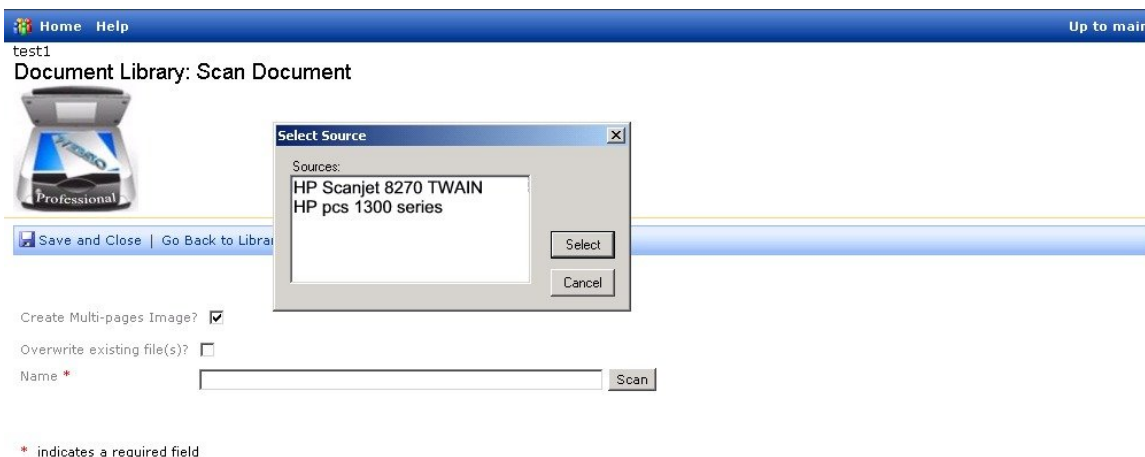 Home Help Up to main
test1
Document Library: Scan Document
Professional
Select Source
Sources:
HP Scanjet 8270 TWAIN
HP pcs 1300 series
Select
Cancel
Save and Close | Go Back to Librar
Create Multi-pages Image?
Overwrite existing file(s)?
Name *
Scan
* indicates a required field